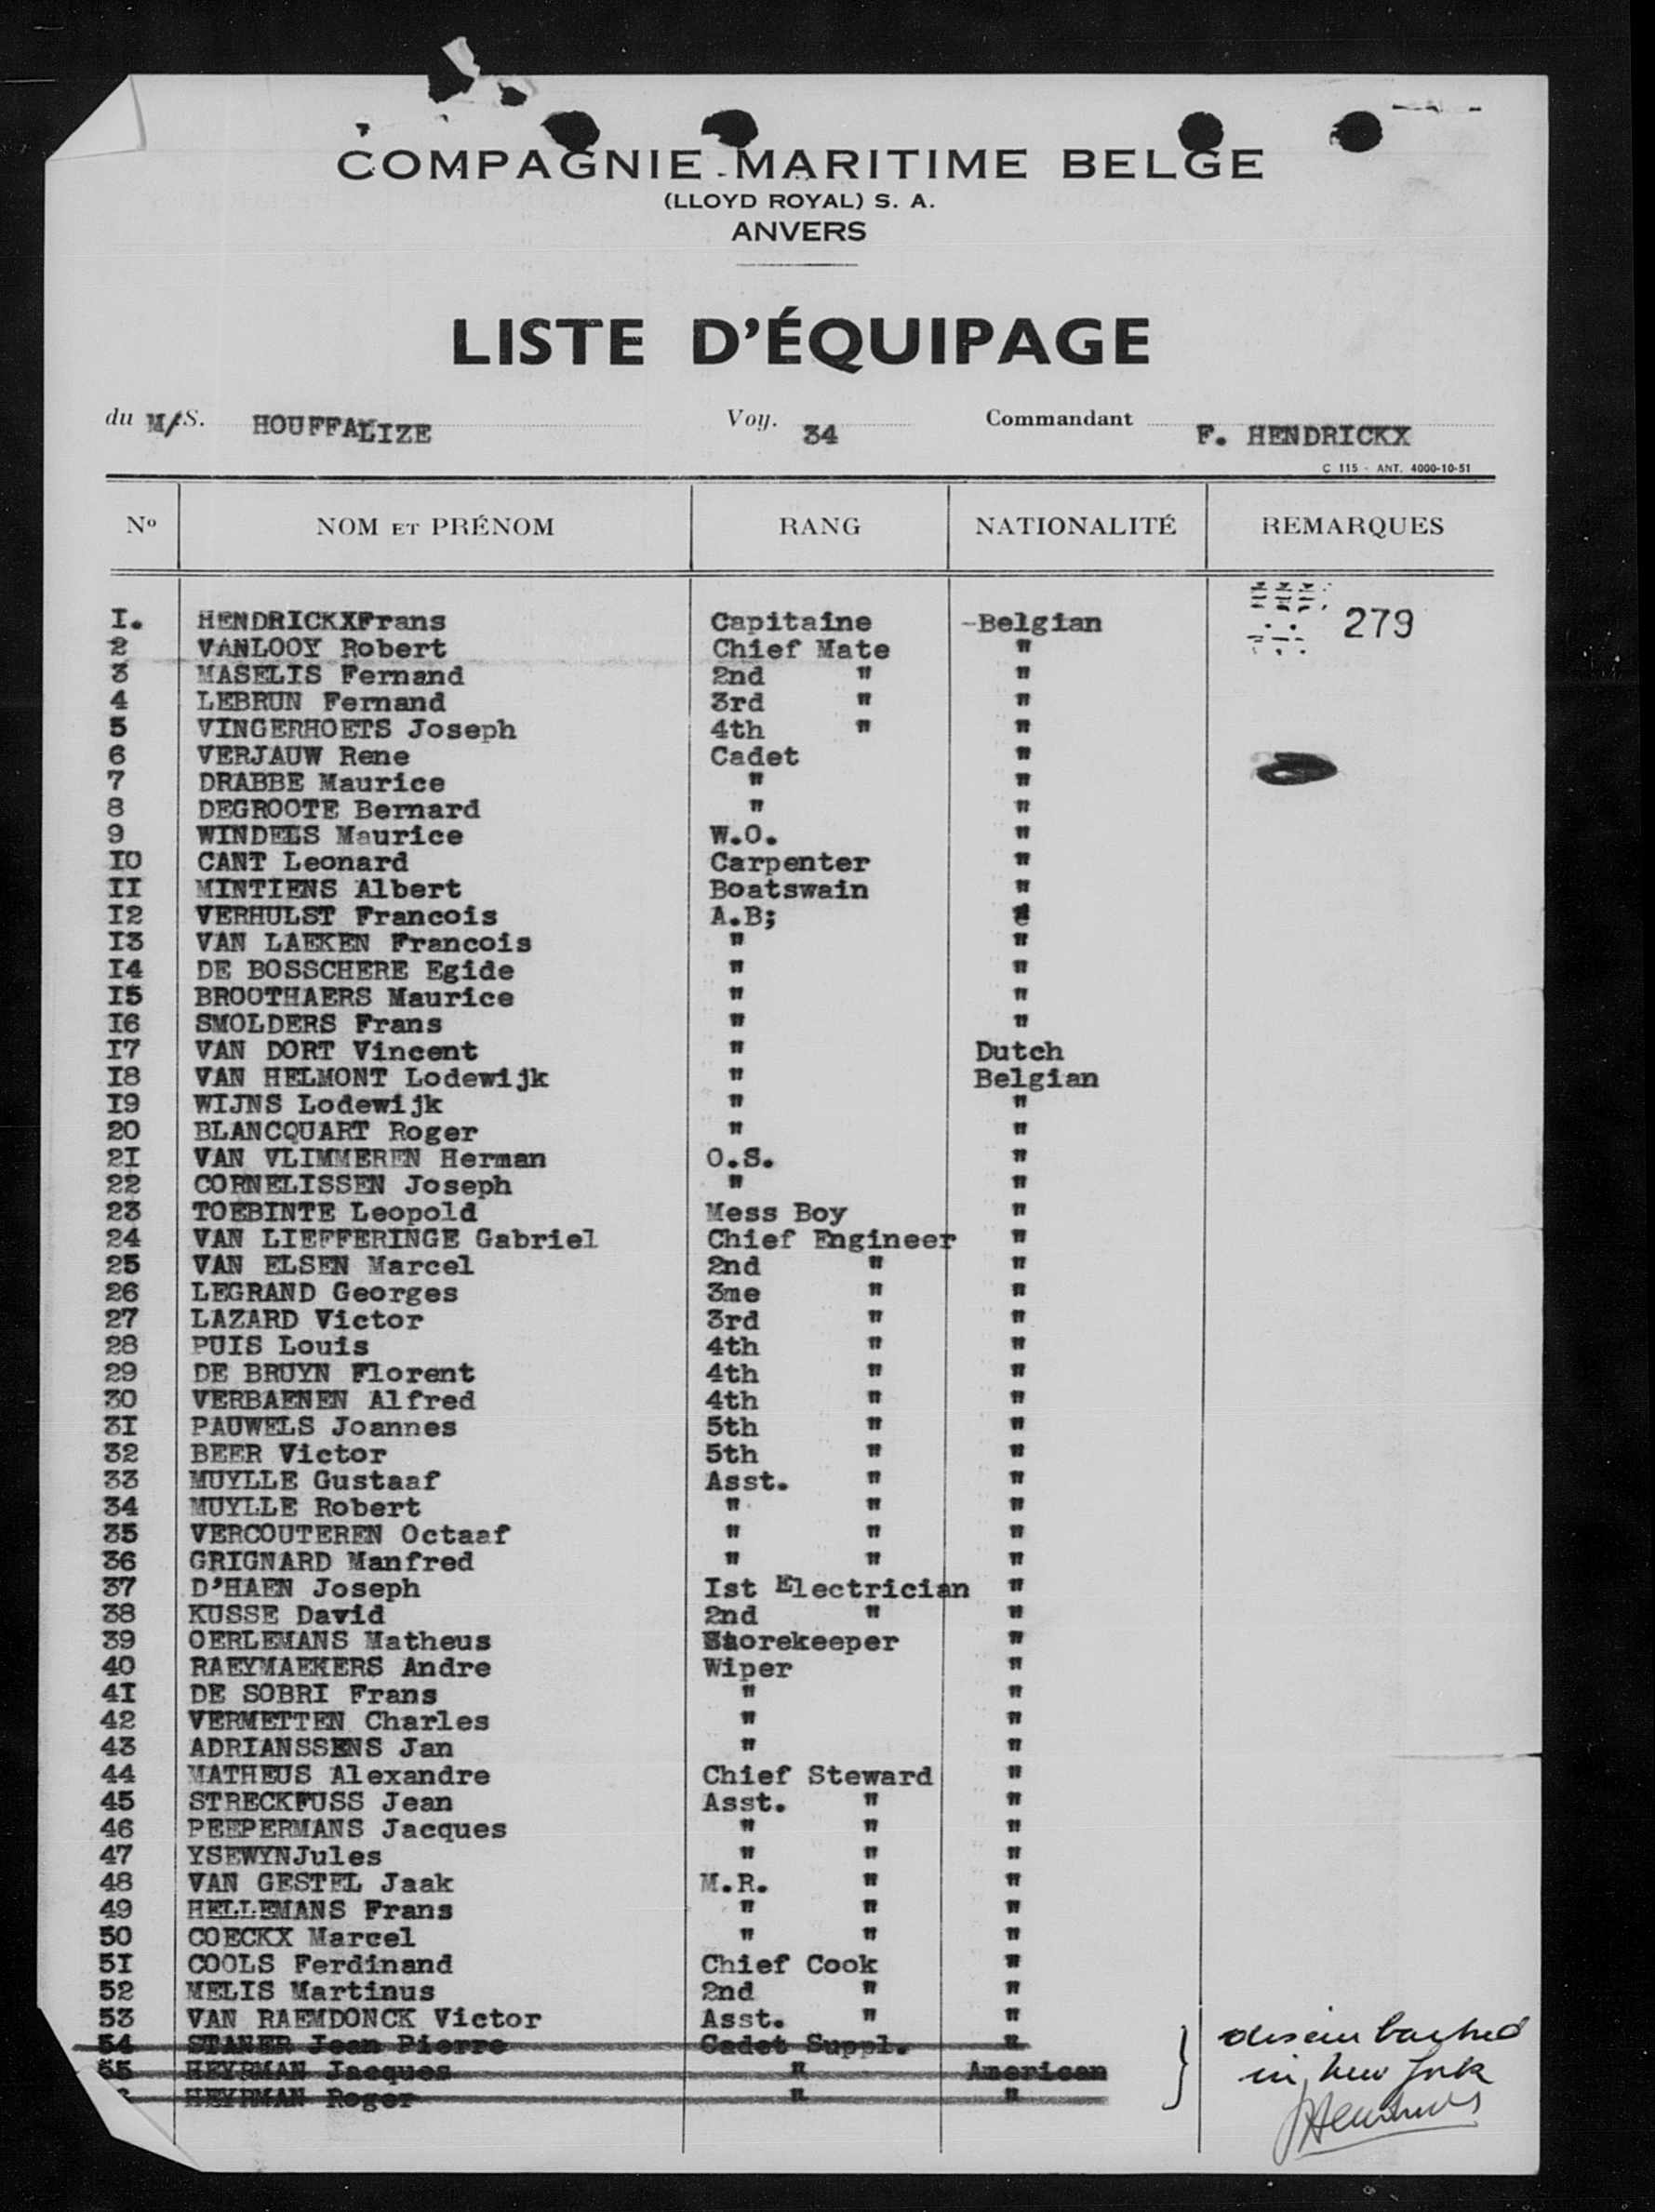 COMPAGNIE MARITIME BELGE
(LLOYD ROYAL) S. A.
ANVERS
LISTE D'ÉQUIPAGE
du M/S. HOUFFALIZE Voy. 34 Commandant F. HENDRICKX
C 115 - ANT. 4000-10-51
Nº NOM ET PRÉNOM RANG NATIONALITÉ REMARQUES
I. HENDRICKXFrans Capitaine -Belgian 279
2 VANLOOY Robert Chief Mate "
3 MASELIS Fernand 2nd " "
4 LEBRUN Fernand 3rd " "
5 VINGERHOETS Joseph 4th " "
6 VERJAUW Rene Cadet "
7 DRABBE Maurice " "
8 DEGROOTE Bernard " "
9 WINDELS Maurice W.O. "
IO CANT Leonard Carpenter "
II MINTIENS Albert Boatswain "
I2 VERHULST Francois A.B; "
I3 VAN LAEKEN Francois " "
I4 DE BOSSCHERE Egide " "
I5 BROOTHAERS Maurice " "
I6 SMOLDERS Frans " "
I7 VAN DORT Vincent " Dutch
I8 VAN HELMONT Lodewijk " Belgian
I9 WIJNS Lodewijk " "
20 BLANCQUART Roger " "
2I VAN VLIMMEREN Herman O.S. "
22 CORNELISSEN Joseph " "
23 TOEBINTE Leopold Mess Boy "
24 VAN LIEFFERINGE Gabriel Chief Engineer "
25 VAN ELSEN Marcel 2nd " "
26 LEGRAND Georges 3me " "
27 LAZARD Victor 3rd " "
28 PUIS Louis 4th " "
29 DE BRUYN Florent 4th " "
30 VERBAENEN Alfred 4th " "
3I PAUWELS Joannes 5th " "
32 BEER Victor 5th " "
33 MUYLLE Gustaaf Asst. " "
34 MUYLLE Robert " " "
35 VERCOUTEREN Octaaf " " "
36 GRIGNARD Manfred " " "
37 D'HAEN Joseph Ist Electrician "
38 KUSSE David 2nd " "
39 OERLEMANS Matheus Storekeeper "
40 RAEYMAEKERS Andre Wiper "
4I DE SOBRI Frans " "
42 VERMETTEN Charles " "
43 ADRIANSSENS Jan " "
44 MATHEUS Alexandre Chief Steward "
45 STRECKFUSS Jean Asst. " "
46 PEEPERMANS Jacques " " "
47 YSEWYNJules " " "
48 VAN GESTEL Jaak M.R. " "
49 HELLEMANS Frans " " "
50 COECKX Marcel " " "
5I COOLS Ferdinand Chief Cook "
52 MELIS Martinus 2nd " "
53 VAN RAEMDONCK Victor Asst. " "
54 STANER Jean Pierre Cadet Suppl. "
55 HEYRMAN Jacques " American
HEYRMAN Roger " "
disembarked
in New York